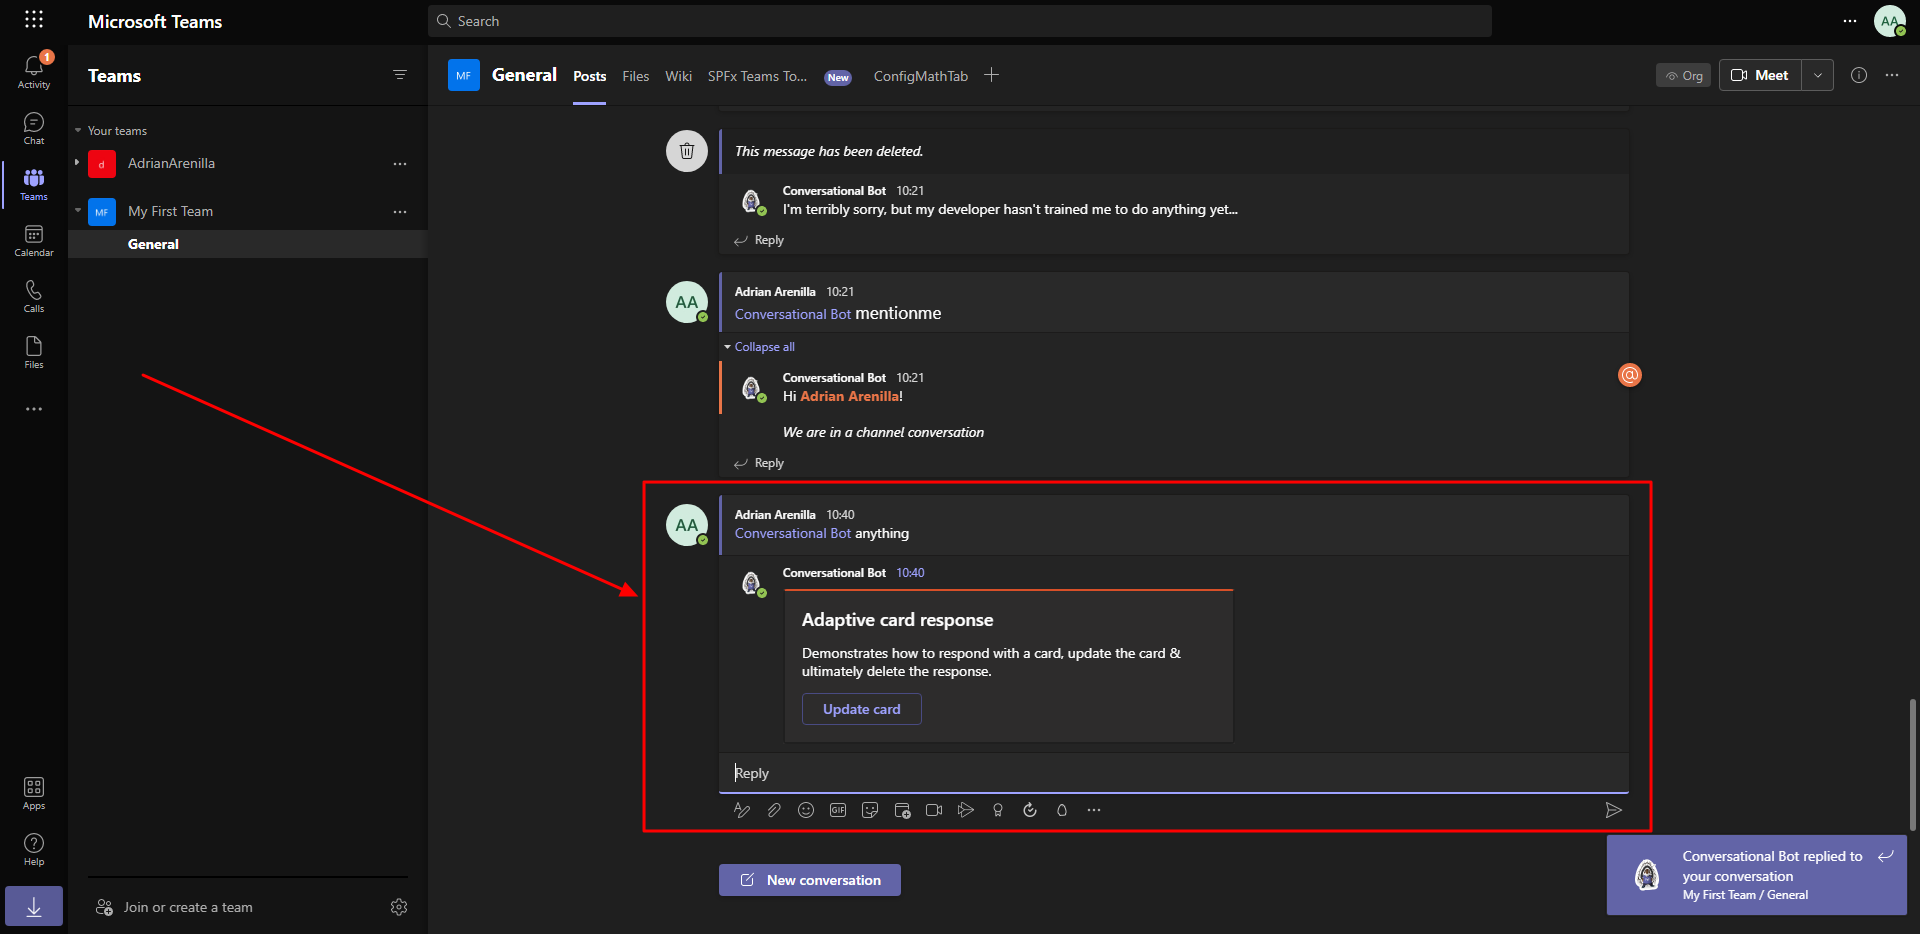 Microsoft Teams
Search
AA
1
Activity
Chat
Teams
Calendar
Calls
Files
Apps
Help
Teams
Your teams
d AdrianArenilla
MF My First Team
General
Join or create a team
MF General Posts Files Wiki SPFx Teams To... New ConfigMathTab
Org Meet
This message has been deleted.
Conversational Bot 10:21
I'm terribly sorry, but my developer hasn't trained me to do anything yet...
Reply
AA
Adrian Arenilla 10:21
Conversational Bot mentionme
Collapse all
@
Conversational Bot 10:21
Hi Adrian Arenilla!
We are in a channel conversation
Reply
AA
Adrian Arenilla 10:40
Conversational Bot anything
Conversational Bot 10:40
Adaptive card response
Demonstrates how to respond with a card, update the card &
ultimately delete the response.
Update card
Reply
GIF
New conversation
Conversational Bot replied to
your conversation
My First Team / General